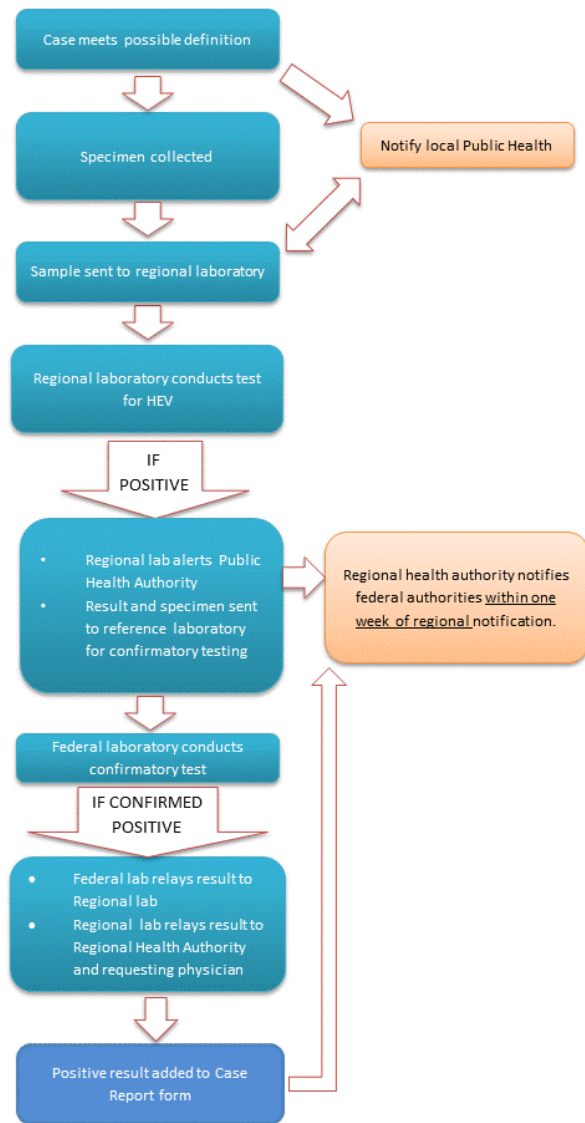 Case meets possible definition
Specimen collected
Notify local Public Health
Sample sent to regional laboratory
Regional laboratory conducts test
for HEV
IF
POSITIVE
• Regional lab alerts Public
Health Authority
• Result and specimen sent
to reference laboratory
for confirmatory testing
Regional health authority notifies
federal authorities within one
week of regional notification.
Federal laboratory conducts
confirmatory test
IF CONFIRMED
POSITIVE
• Federal lab relays result to
Regional lab
• Regional lab relays result to
Regional Health Authority
and requesting physician
Positive result added to Case
Report form